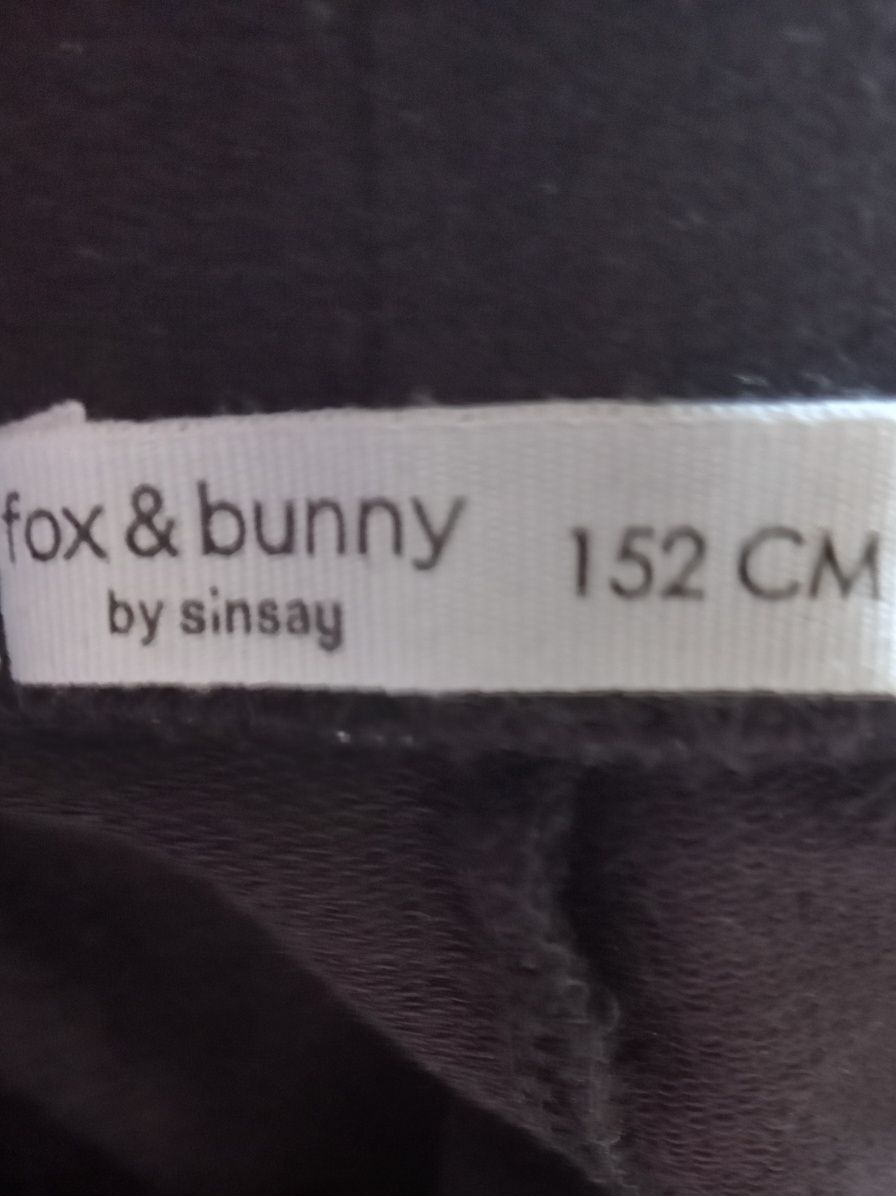 fox & bunny
by sinsay
152 CM